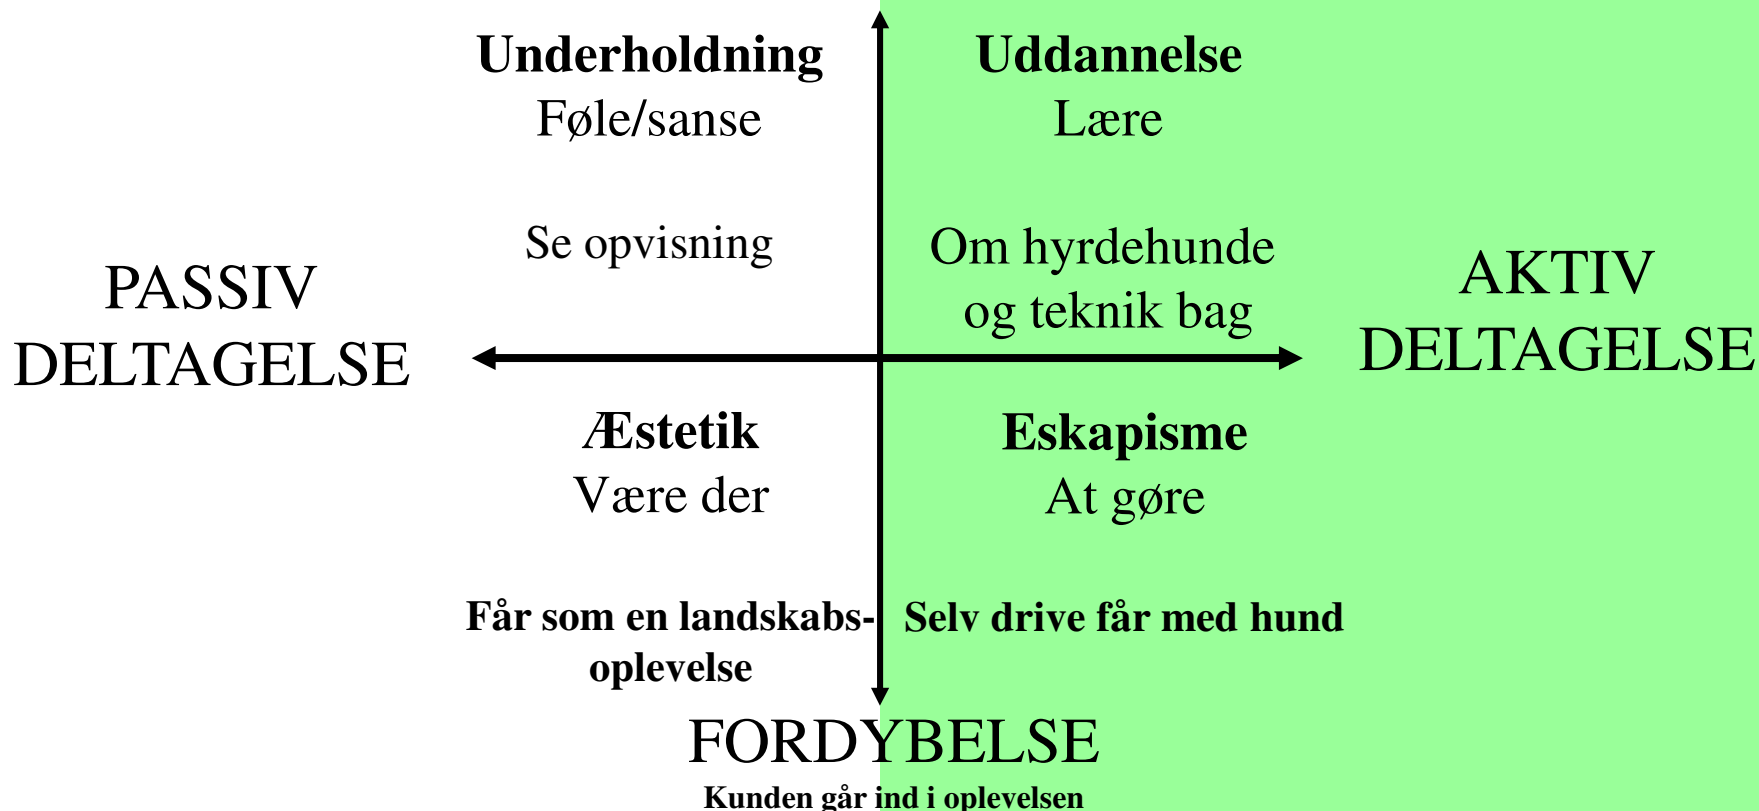 Underholdning
Føle/sanse
Se opvisning
Uddannelse
Lære
Om hyrdehunde
og teknik bag
PASSIV
DELTAGELSE
AKTIV
DELTAGELSE
Æstetik
Være der
Får som en landskabs-
oplevelse
Eskapisme
At gøre
Selv drive får med hund
FORDYBELSE
Kunden går ind i oplevelsen